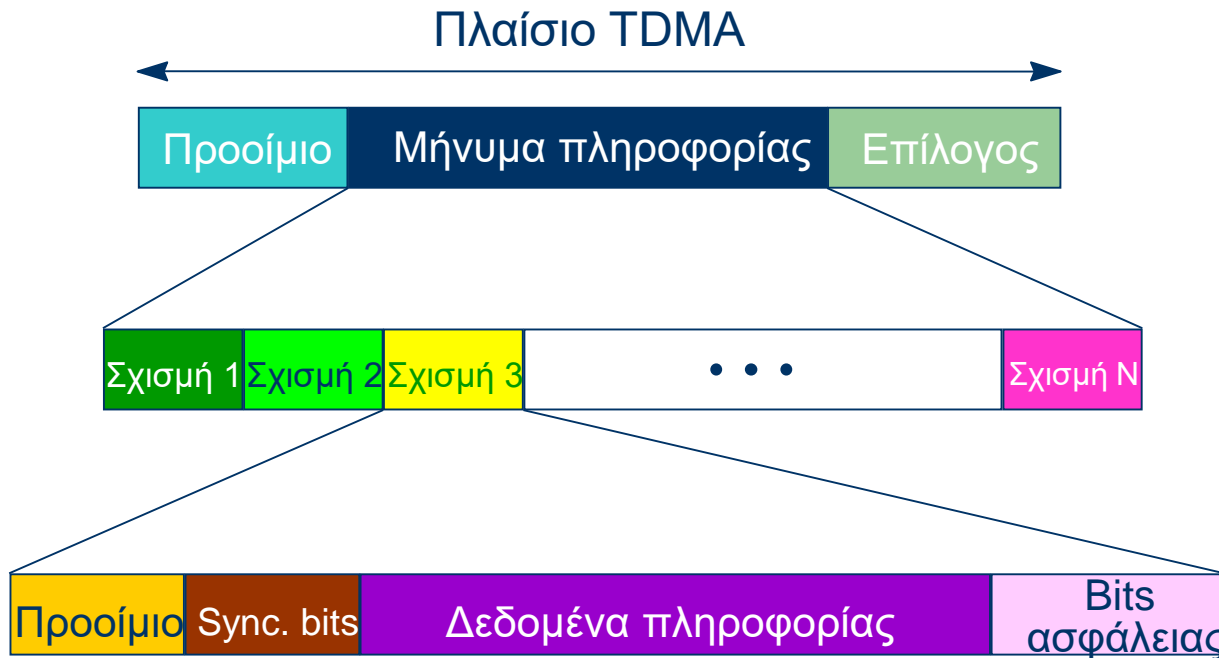 Πλαίσιο TDMA
Προοίμιο Μήνυμα πληροφορίας Επίλογος
Σχισμή 1 Σχισμή 2 Σχισμή 3 • • • Σχισμή N
Προοίμιο Sync. bits Δεδομένα πληροφορίας Bits
ασφάλειας